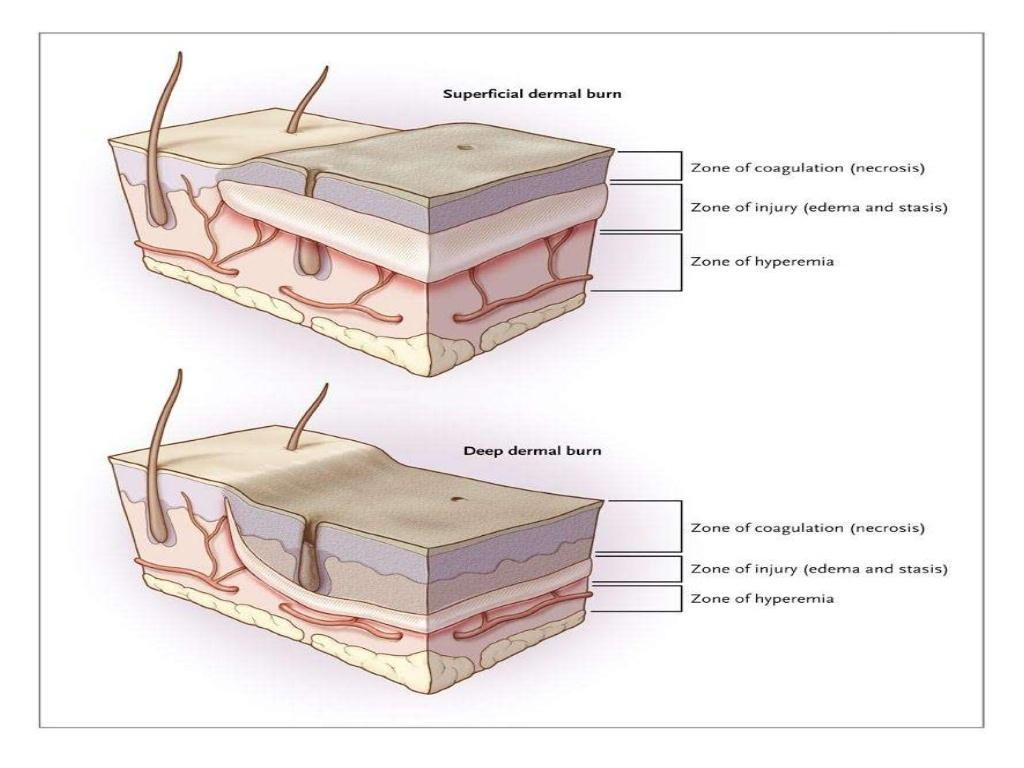 Superficial dermal burn
Zone of coagulation (necrosis)
Zone of injury (edema and stasis)
Zone of hyperemia
Deep dermal burn
Zone of coagulation (necrosis)
Zone of injury (edema and stasis)
Zone of hyperemia